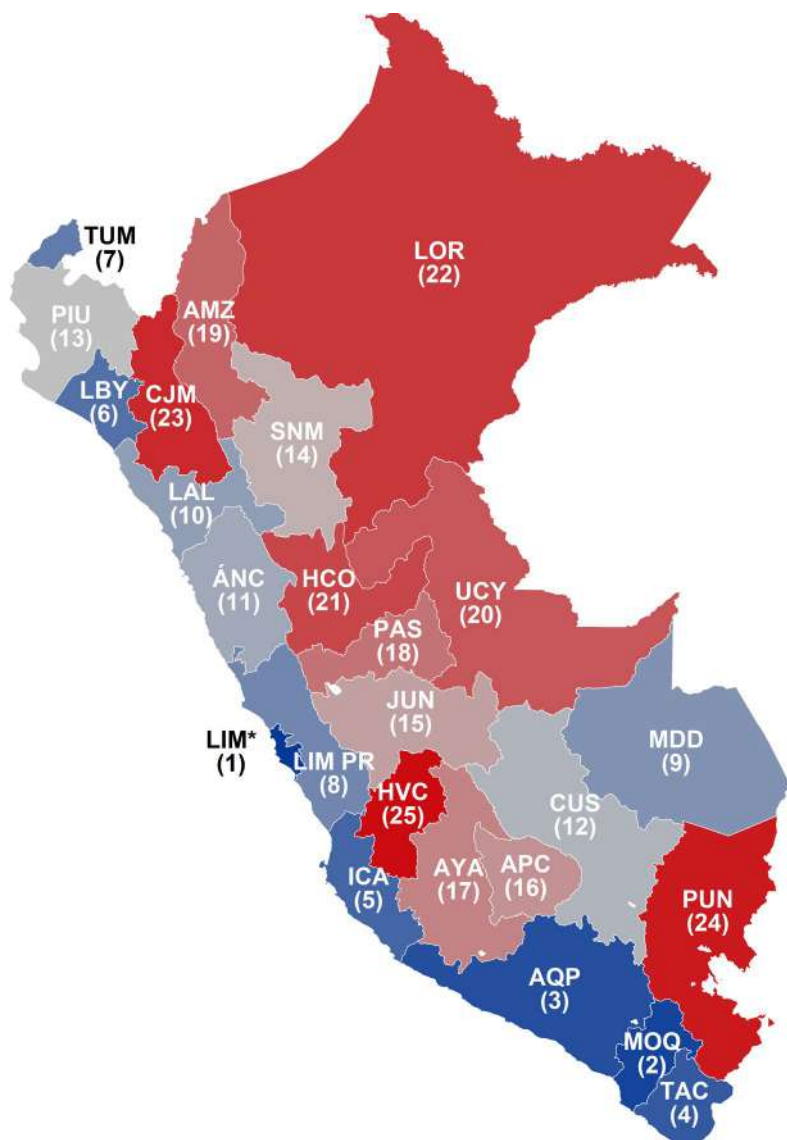 TUM
(7)
LOR
(22)
PIU
(13)
AMZ
(19)
LBY
(6)
CJM
(23)
SNM
(14)
LAL
(10)
ÁNC
(11)
HCO
(21)
UCY
(20)
PAS
(18)
JUN
(15)
LIM*
(1)
LIM PR
(8)
MDD
(9)
HVC
(25)
CUS
(12)
ICA
(5)
AYA
(17)
APC
(16)
PUN
(24)
AQP
(3)
MOQ
(2)
TAC
(4)